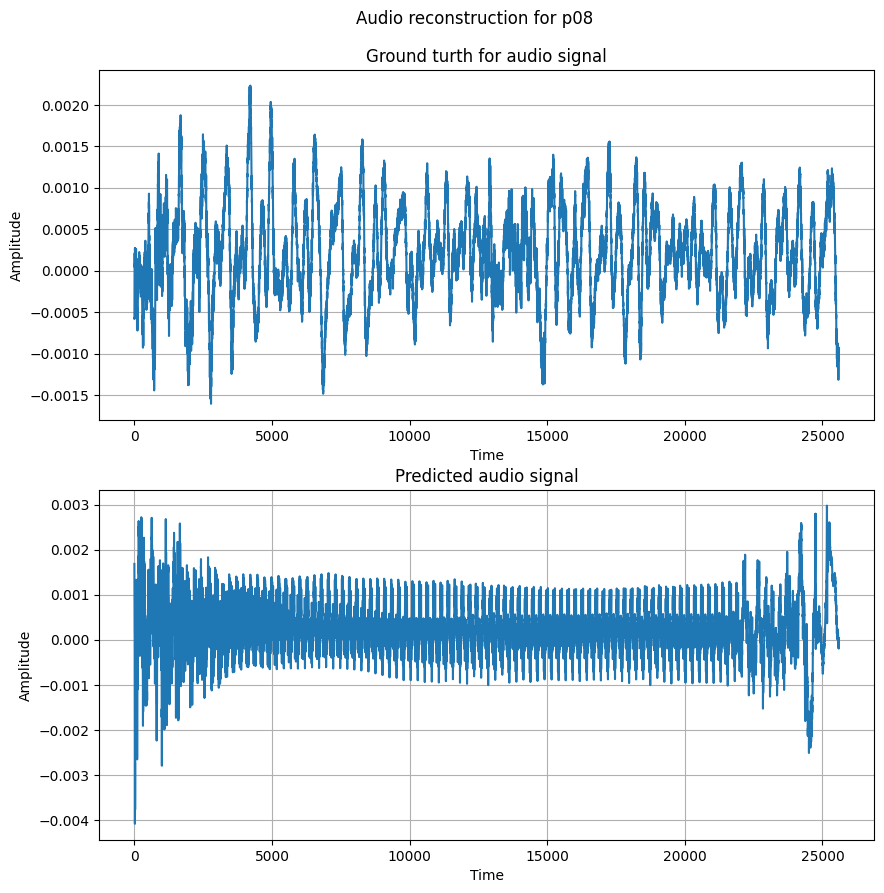 Audio reconstruction for p08
Ground turth for audio signal
0.0020
0.0015
0.0010
0.0005
0.0000
−0.0005
−0.0010
−0.0015
Amplitude
0 5000 10000 15000 20000 25000
Time
Predicted audio signal
0.003
0.002
0.001
0.000
−0.001
−0.002
−0.003
−0.004
Amplitude
0 5000 10000 15000 20000 25000
Time